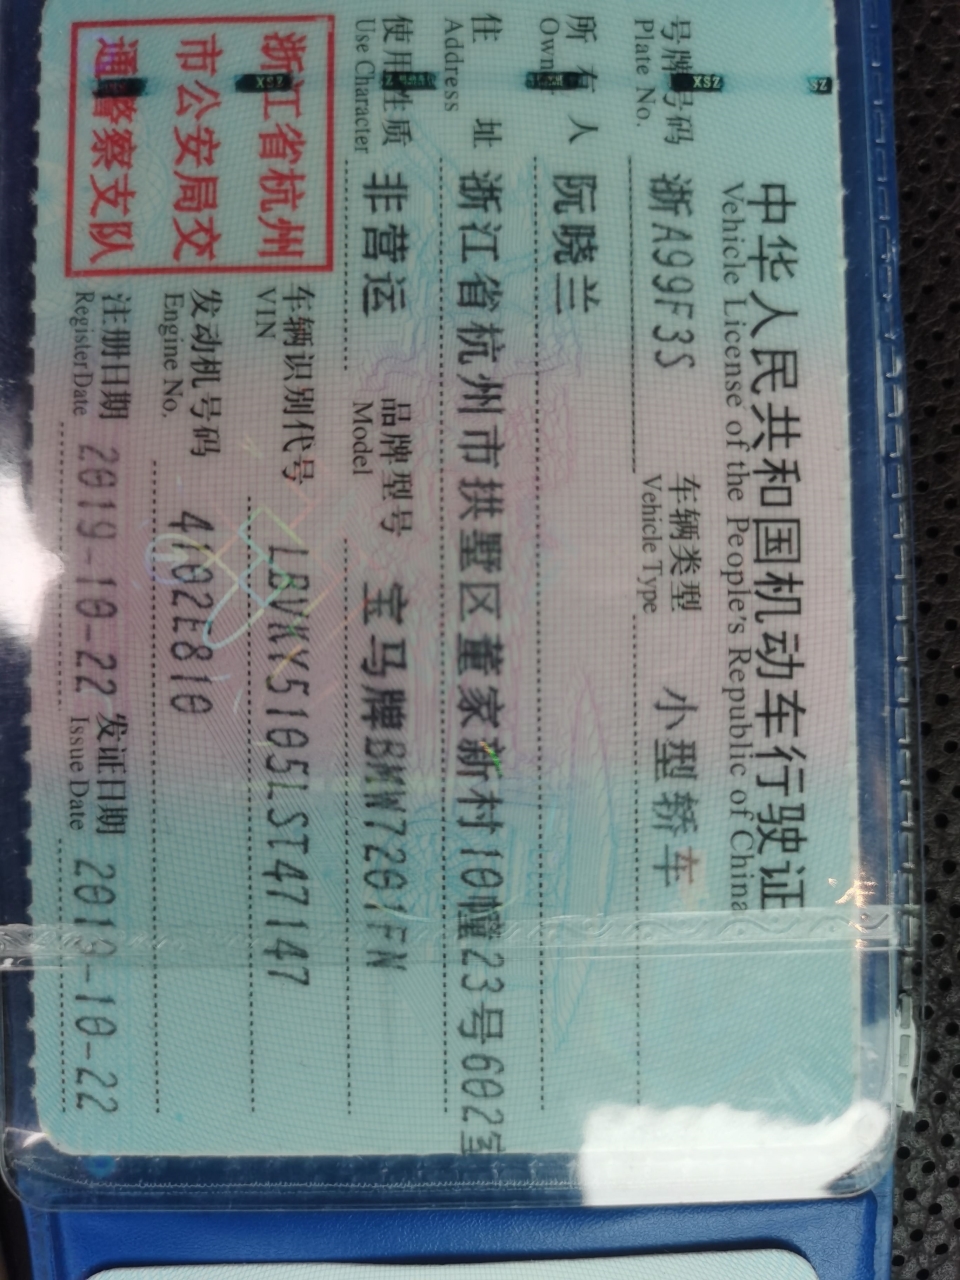 中华人民共和国机动车行驶证
Vehicle License of the People's Republic of China
号牌号码 浙A99F3S 车辆类型 小型轿车
Plate No. Vehicle Type
所有人 阮晓兰
Owner
住址 浙江省杭州市拱墅区董家新村10幢23号602室
Address
使用性质 非营运 品牌型号 宝马牌BMW7201FN
Use Character Model
浙江省杭州
市公安局交
通警察支队
车辆识别代号 LBVKY5105LST47147
VIN
发动机号码 4102E810
Engine No.
注册日期 2019-10-22 发证日期 2019-10-22
Register Date Issue Date
ZSX
ZSX